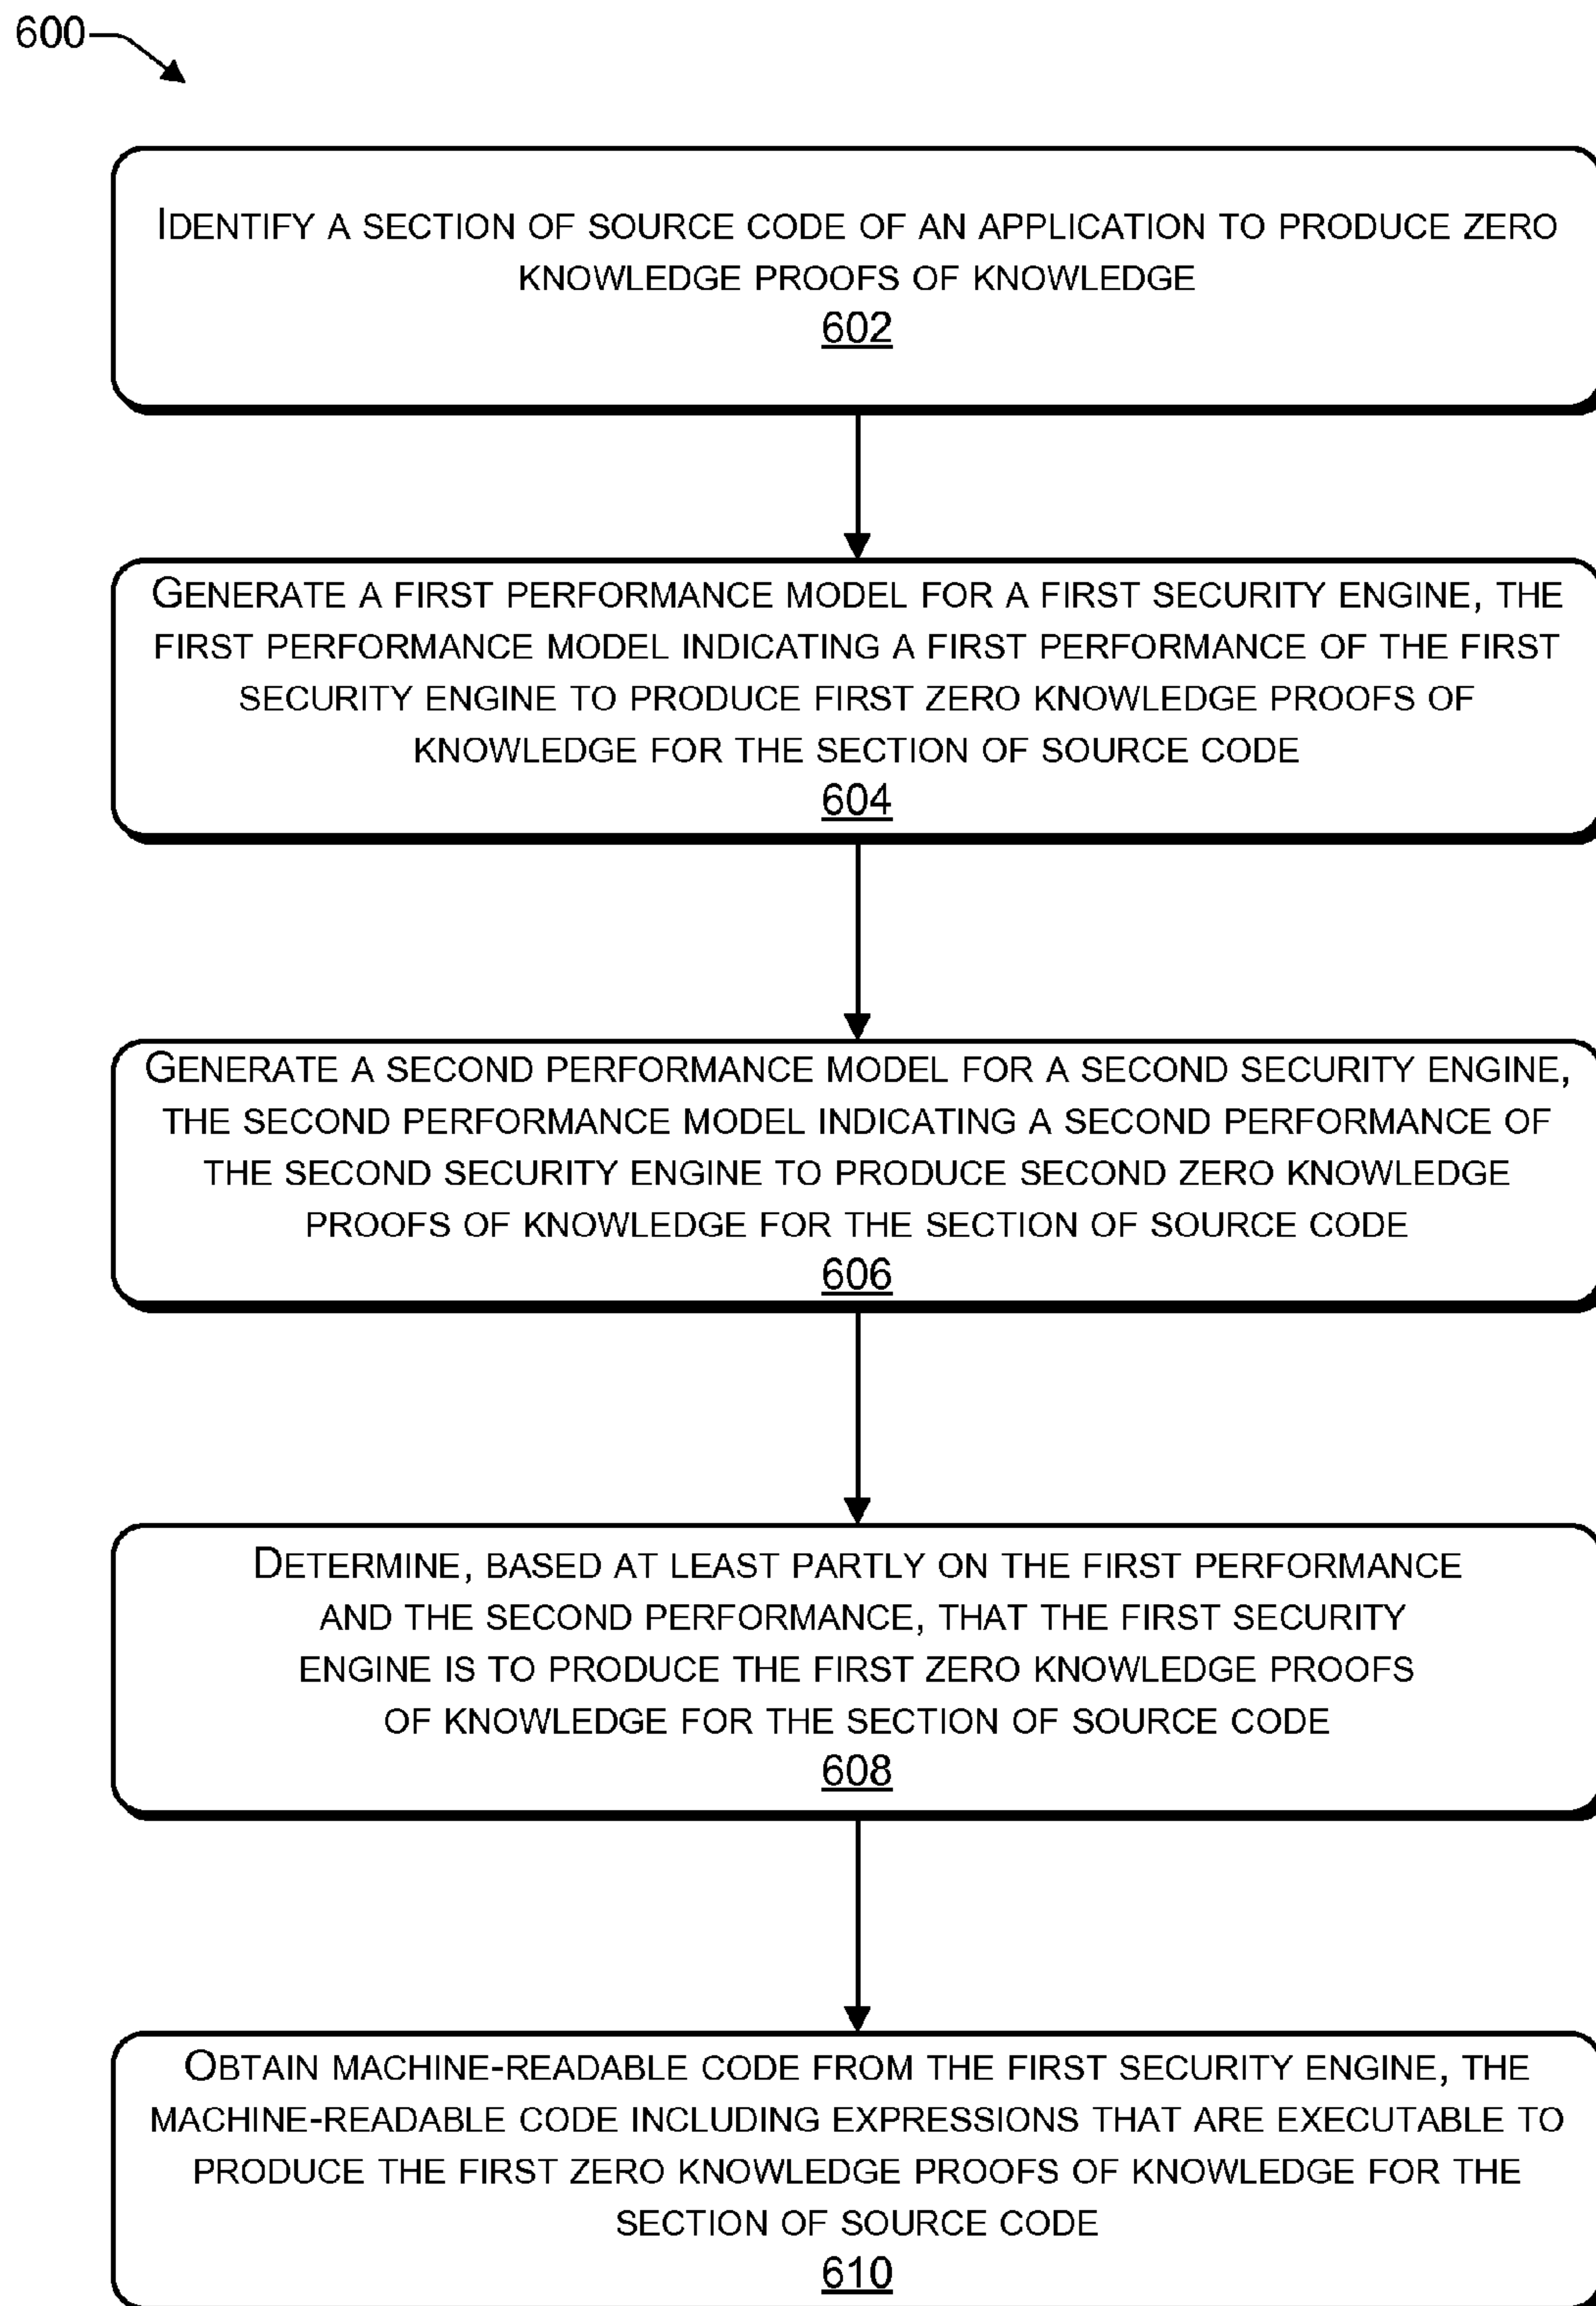 600
IDENTIFY A SECTION OF SOURCE CODE OF AN APPLICATION TO PRODUCE ZERO
KNOWLEDGE PROOFS OF KNOWLEDGE
602
GENERATE A FIRST PERFORMANCE MODEL FOR A FIRST SECURITY ENGINE, THE
FIRST PERFORMANCE MODEL INDICATING A FIRST PERFORMANCE OF THE FIRST
SECURITY ENGINE TO PRODUCE FIRST ZERO KNOWLEDGE PROOFS OF
KNOWLEDGE FOR THE SECTION OF SOURCE CODE
604
GENERATE A SECOND PERFORMANCE MODEL FOR A SECOND SECURITY ENGINE,
THE SECOND PERFORMANCE MODEL INDICATING A SECOND PERFORMANCE OF
THE SECOND SECURITY ENGINE TO PRODUCE SECOND ZERO KNOWLEDGE
PROOFS OF KNOWLEDGE FOR THE SECTION OF SOURCE CODE
606
DETERMINE, BASED AT LEAST PARTLY ON THE FIRST PERFORMANCE
AND THE SECOND PERFORMANCE, THAT THE FIRST SECURITY
ENGINE IS TO PRODUCE THE FIRST ZERO KNOWLEDGE PROOFS
OF KNOWLEDGE FOR THE SECTION OF SOURCE CODE
608
OBTAIN MACHINE-READABLE CODE FROM THE FIRST SECURITY ENGINE, THE
MACHINE-READABLE CODE INCLUDING EXPRESSIONS THAT ARE EXECUTABLE TO
PRODUCE THE FIRST ZERO KNOWLEDGE PROOFS OF KNOWLEDGE FOR THE
SECTION OF SOURCE CODE
610